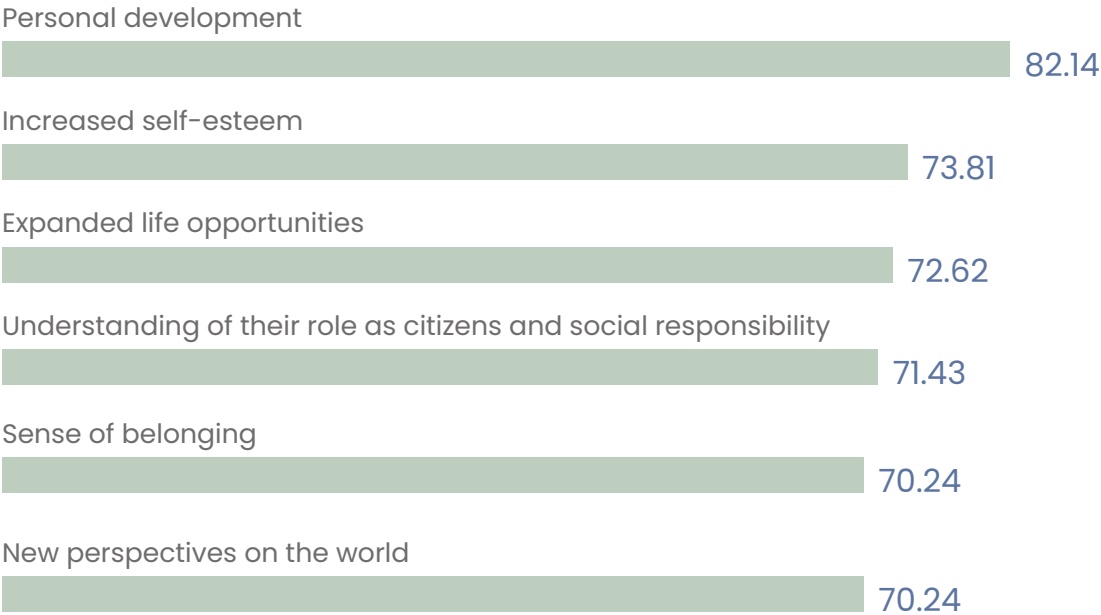 Personal development
82.14
Increased self-esteem
73.81
Expanded life opportunities
72.62
Understanding of their role as citizens and social responsibility
71.43
Sense of belonging
70.24
New perspectives on the world
70.24